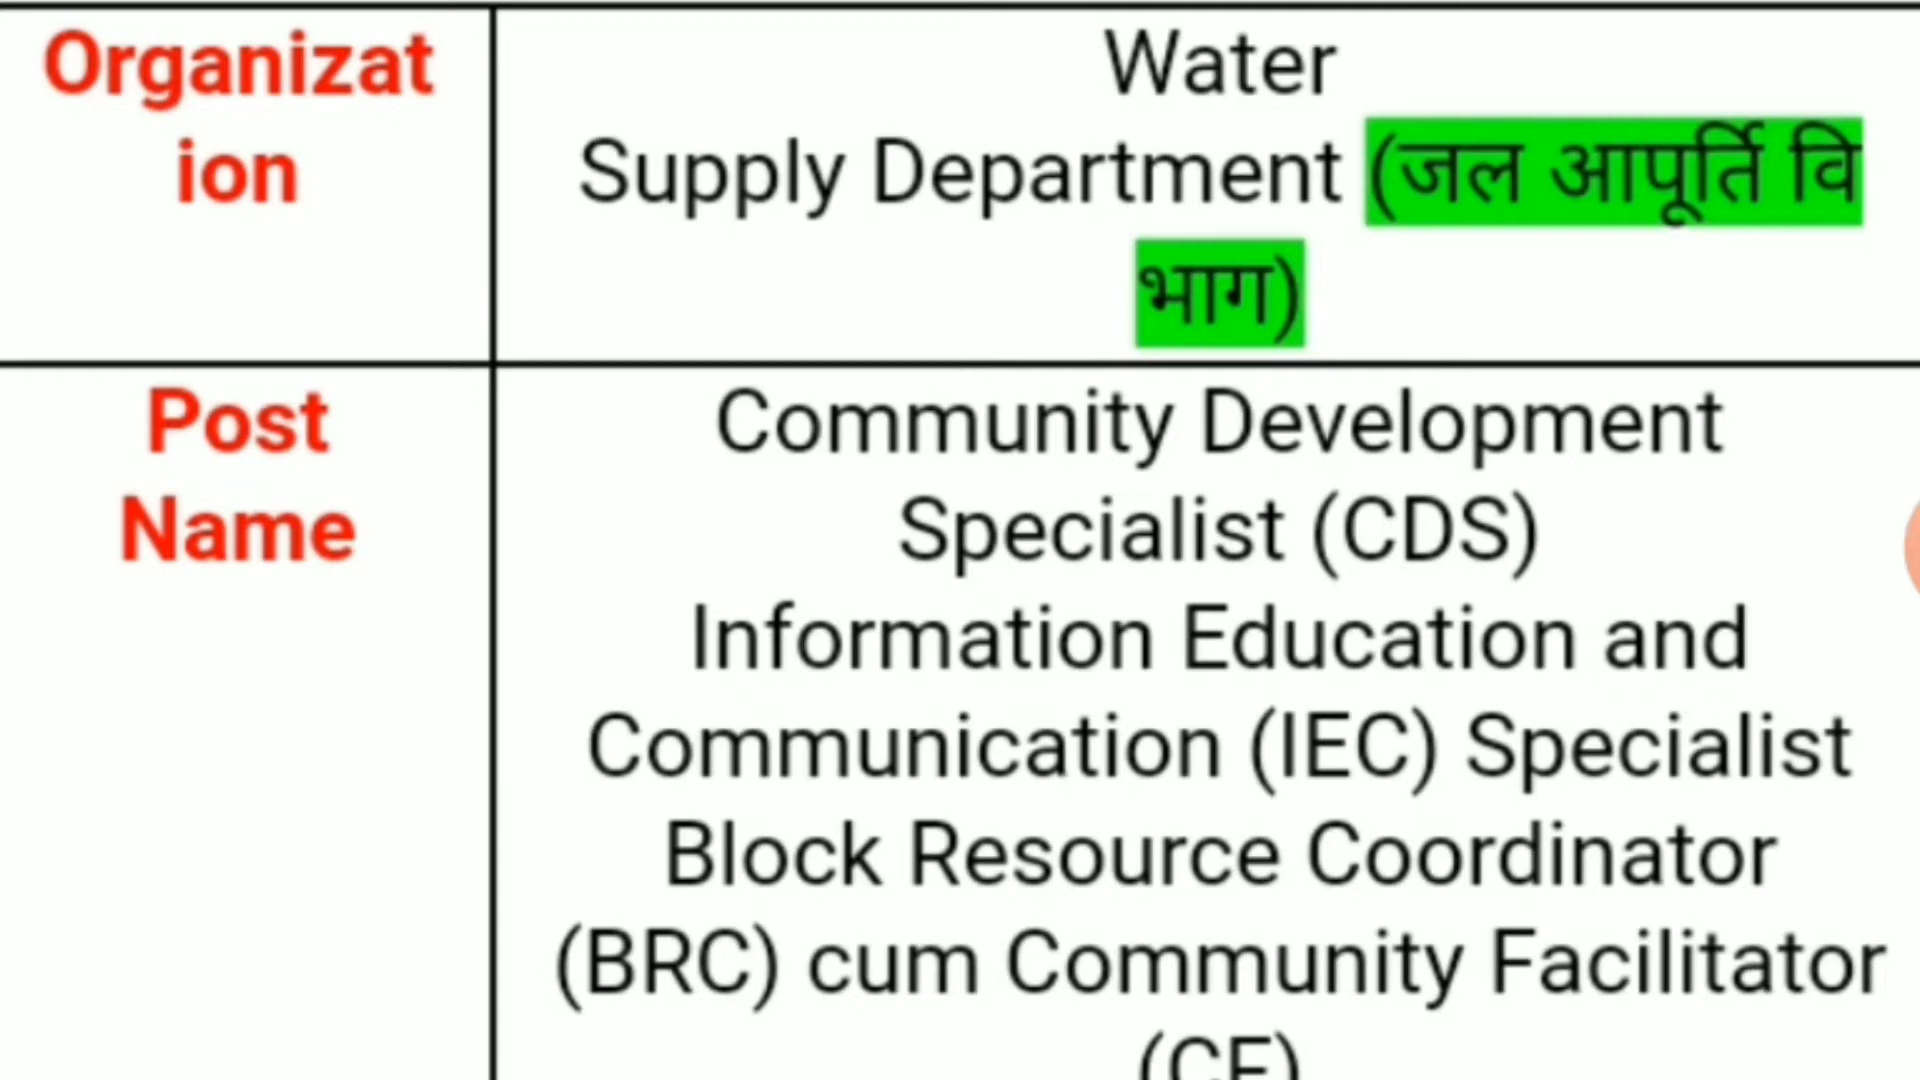 Organizat
ion
Water
Supply Department (जल आपूर्ति वि
भाग)
Post
Name
Community Development
Specialist (CDS)
Information Education and
Communication (IEC) Specialist
Block Resource Coordinator
(BRC) cum Community Facilitator
(CF)